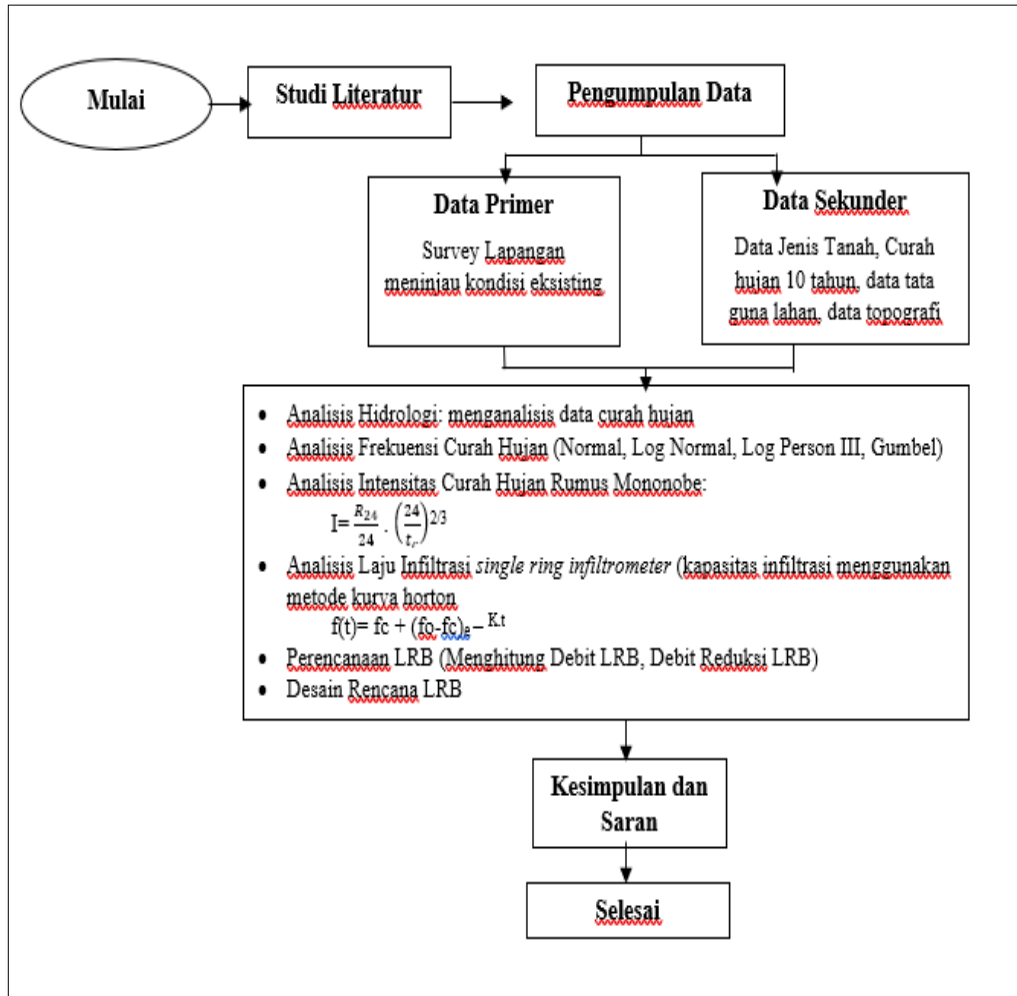 Mulai
Studi Literatur
Pengumpulan Data
Data Primer
Survey Lapangan
meninjau kondisi eksisting
Data Sekunder
Data Jenis Tanah, Curah
hujan 10 tahun, data tata
guna lahan, data topografi
• Analisis Hidrologi: menganalisis data curah hujan
• Analisis Frekuensi Curah Hujan (Normal, Log Normal, Log Person III, Gumbel)
• Analisis Intensitas Curah Hujan Rumus Mononobe:
I= R₂₄/24 . (24/t꜀)^2/3
• Analisis Laju Infiltrasi single ring infiltrometer (kapasitas infiltrasi menggunakan
metode kurya horton
f(t)= fc + (fo-fc)e – K.t
• Perencanaan LRB (Menghitung Debit LRB, Debit Reduksi LRB)
• Desain Rencana LRB
Kesimpulan dan
Saran
Selesai